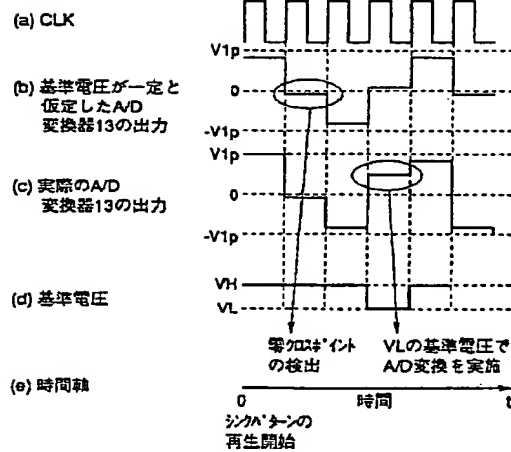 (a) CLK
V1p
(b) 基準電圧が一定と
仮定したA/D
変換器13の出力
0
-V1p
V1p
(c) 実際のA/D
変換器13の出力
0
-V1p
(d) 基準電圧
VH
VL
零クロスポイント
の検出
VLの基準電圧で
A/D変換を実施
(e) 時間軸
0
時間
t
シンクパターンの
再生開始